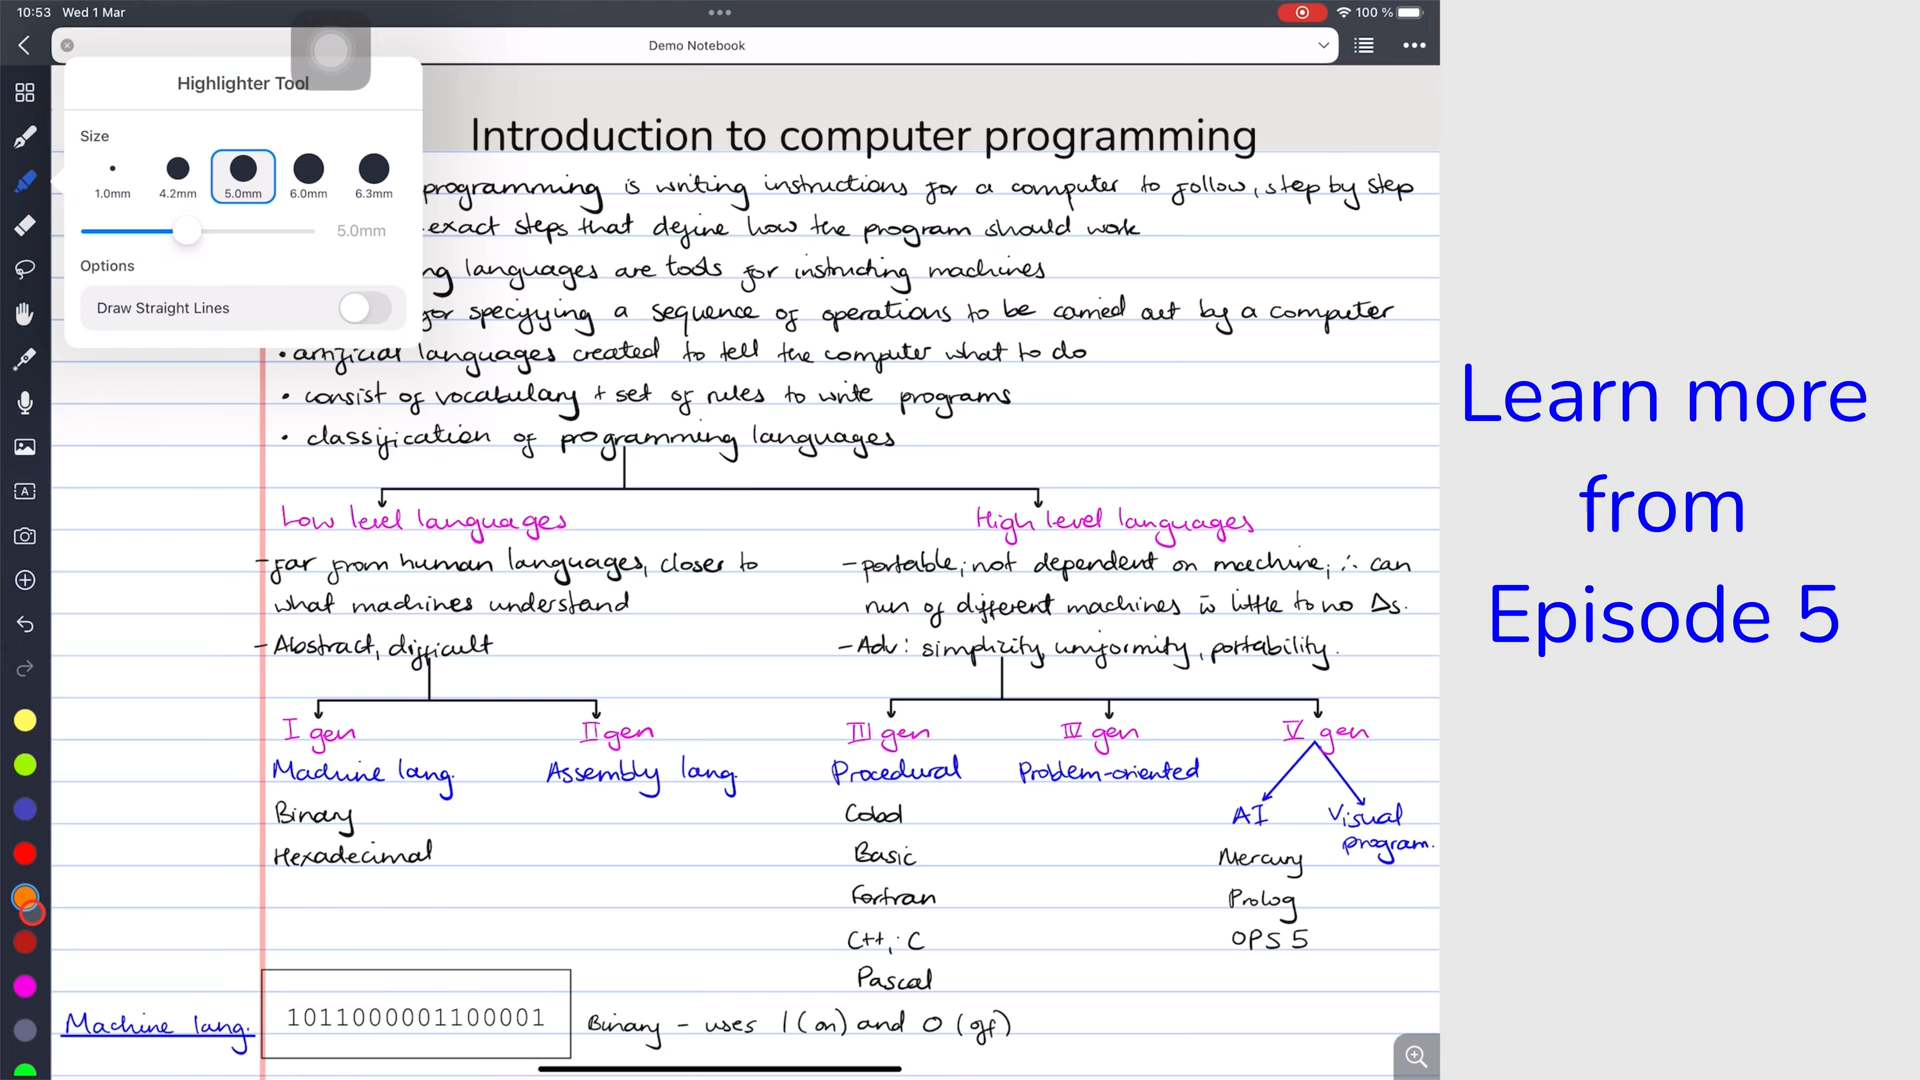 10:53 Wed 1 Mar
100 %
Demo Notebook
Highlighter Tool
Size
1.0mm 4.2mm 5.0mm 6.0mm 6.3mm
5.0mm
Options
Draw Straight Lines
Introduction to computer programming
programming is writing instructions for a computer to follow, step by step
exact steps that define how the program should work
ng languages are tools for instructing machines
for specifying a sequence of operations to be carried out by a computer
• artificial languages created to tell the computer what to do
• consist of vocabulary + set of rules to write programs
• classification of programming languages
Low level languages
High level languages
- far from human languages, closer to
what machines understand
- Abstract, difficult
- portable; not dependent on machine; ∴ can
run of different machines w̄ little to no Δs.
- Adv: simplicity, uniformity, portability.
I gen
II gen
III gen
IV gen
V gen
Machine lang.
Assembly lang.
Procedural
Problem-oriented
AI
Visual
program.
Binary
Hexadecimal
Cobol
Basic
Fortran
C++, C
Pascal
Mercury
Prolog
OPS 5
Machine lang.
1011000001100001
Binary - uses 1 (on) and 0 (off)
Learn more
from
Episode 5